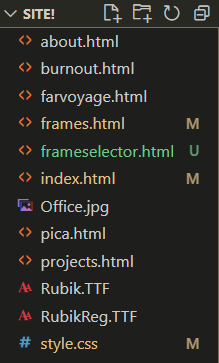 SITE!
about.html
burnout.html
farvoyage.html
frames.html M
frameselector.html U
index.html M
Office.jpg
pica.html
projects.html
Rubik.TTF
RubikReg.TTF
style.css M